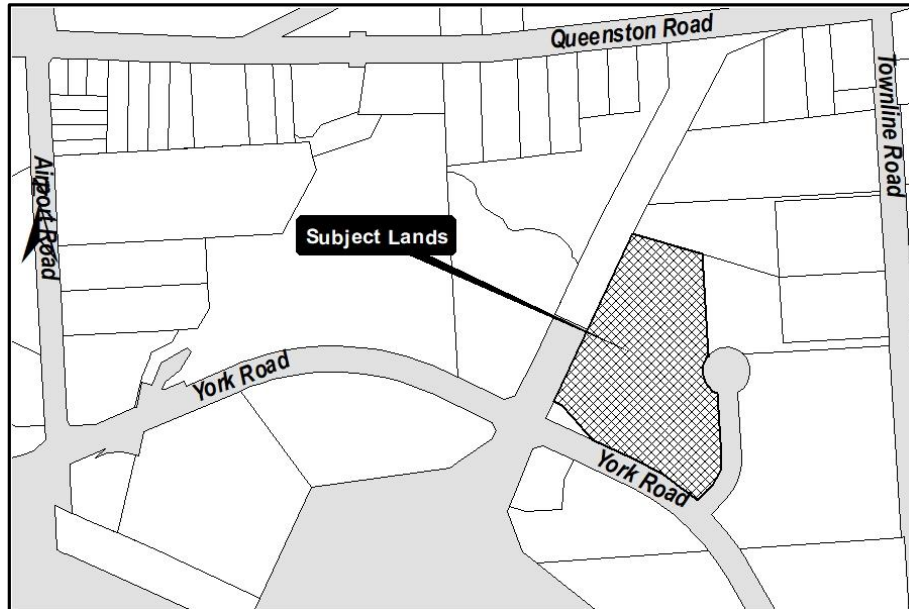 Queenston Road
Townline Road
Airport Road
Subject Lands
York Road
York Road